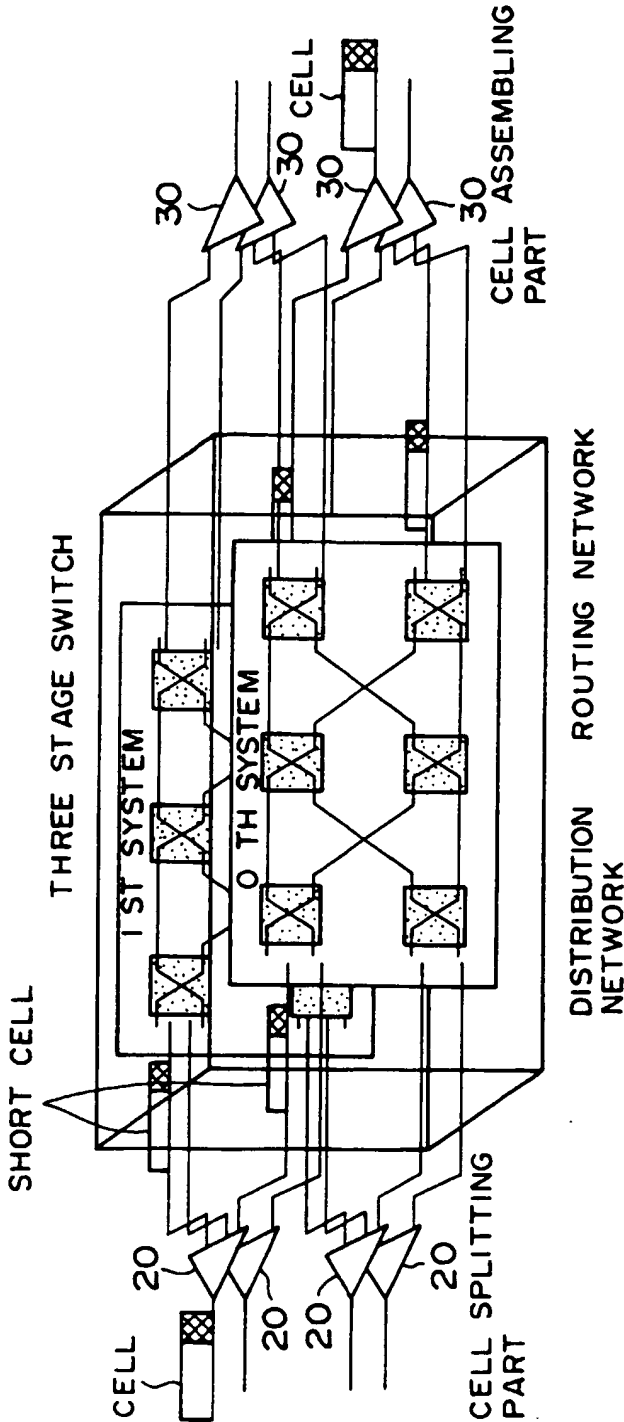 THREE STAGE SWITCH
SHORT CELL
1 ST SYSTEM
0 TH SYSTEM
CELL
20
20
20
20
CELL SPLITTING
PART
DISTRIBUTION
NETWORK
ROUTING NETWORK
30
30
30
30
CELL
CELL ASSEMBLING
PART